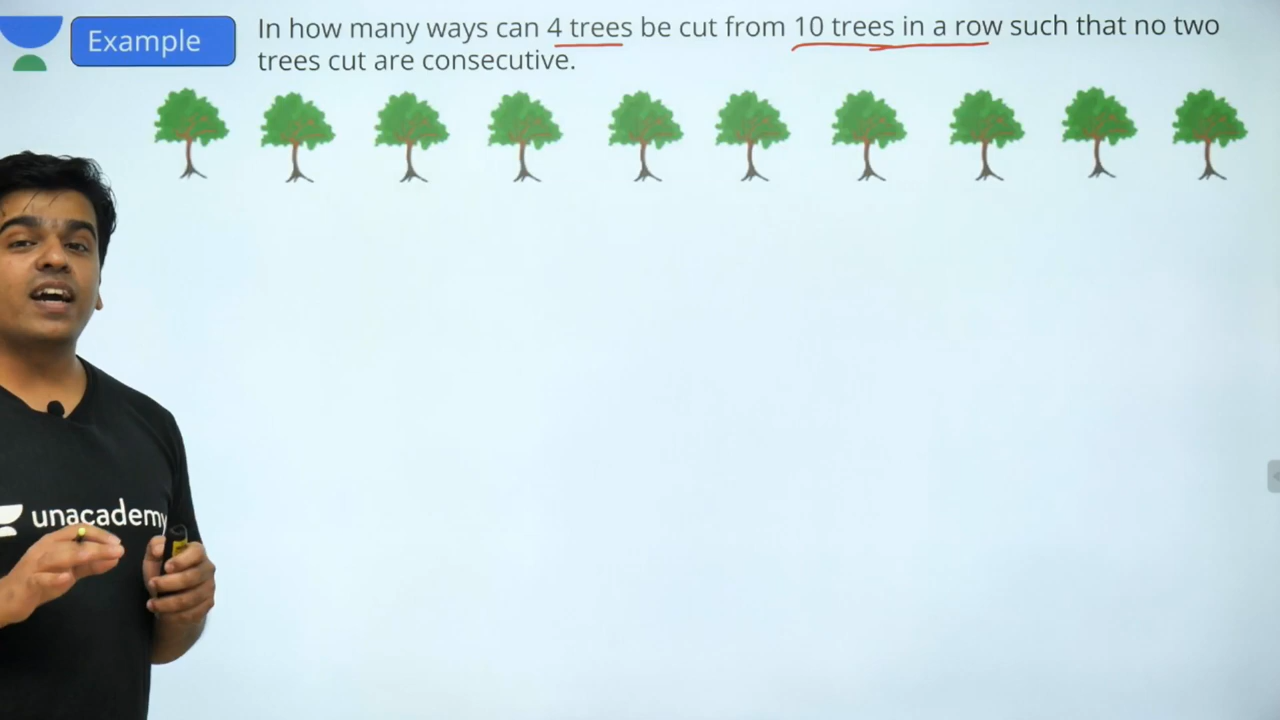 Example
In how many ways can 4 trees be cut from 10 trees in a row such that no two
trees cut are consecutive.
unacademy